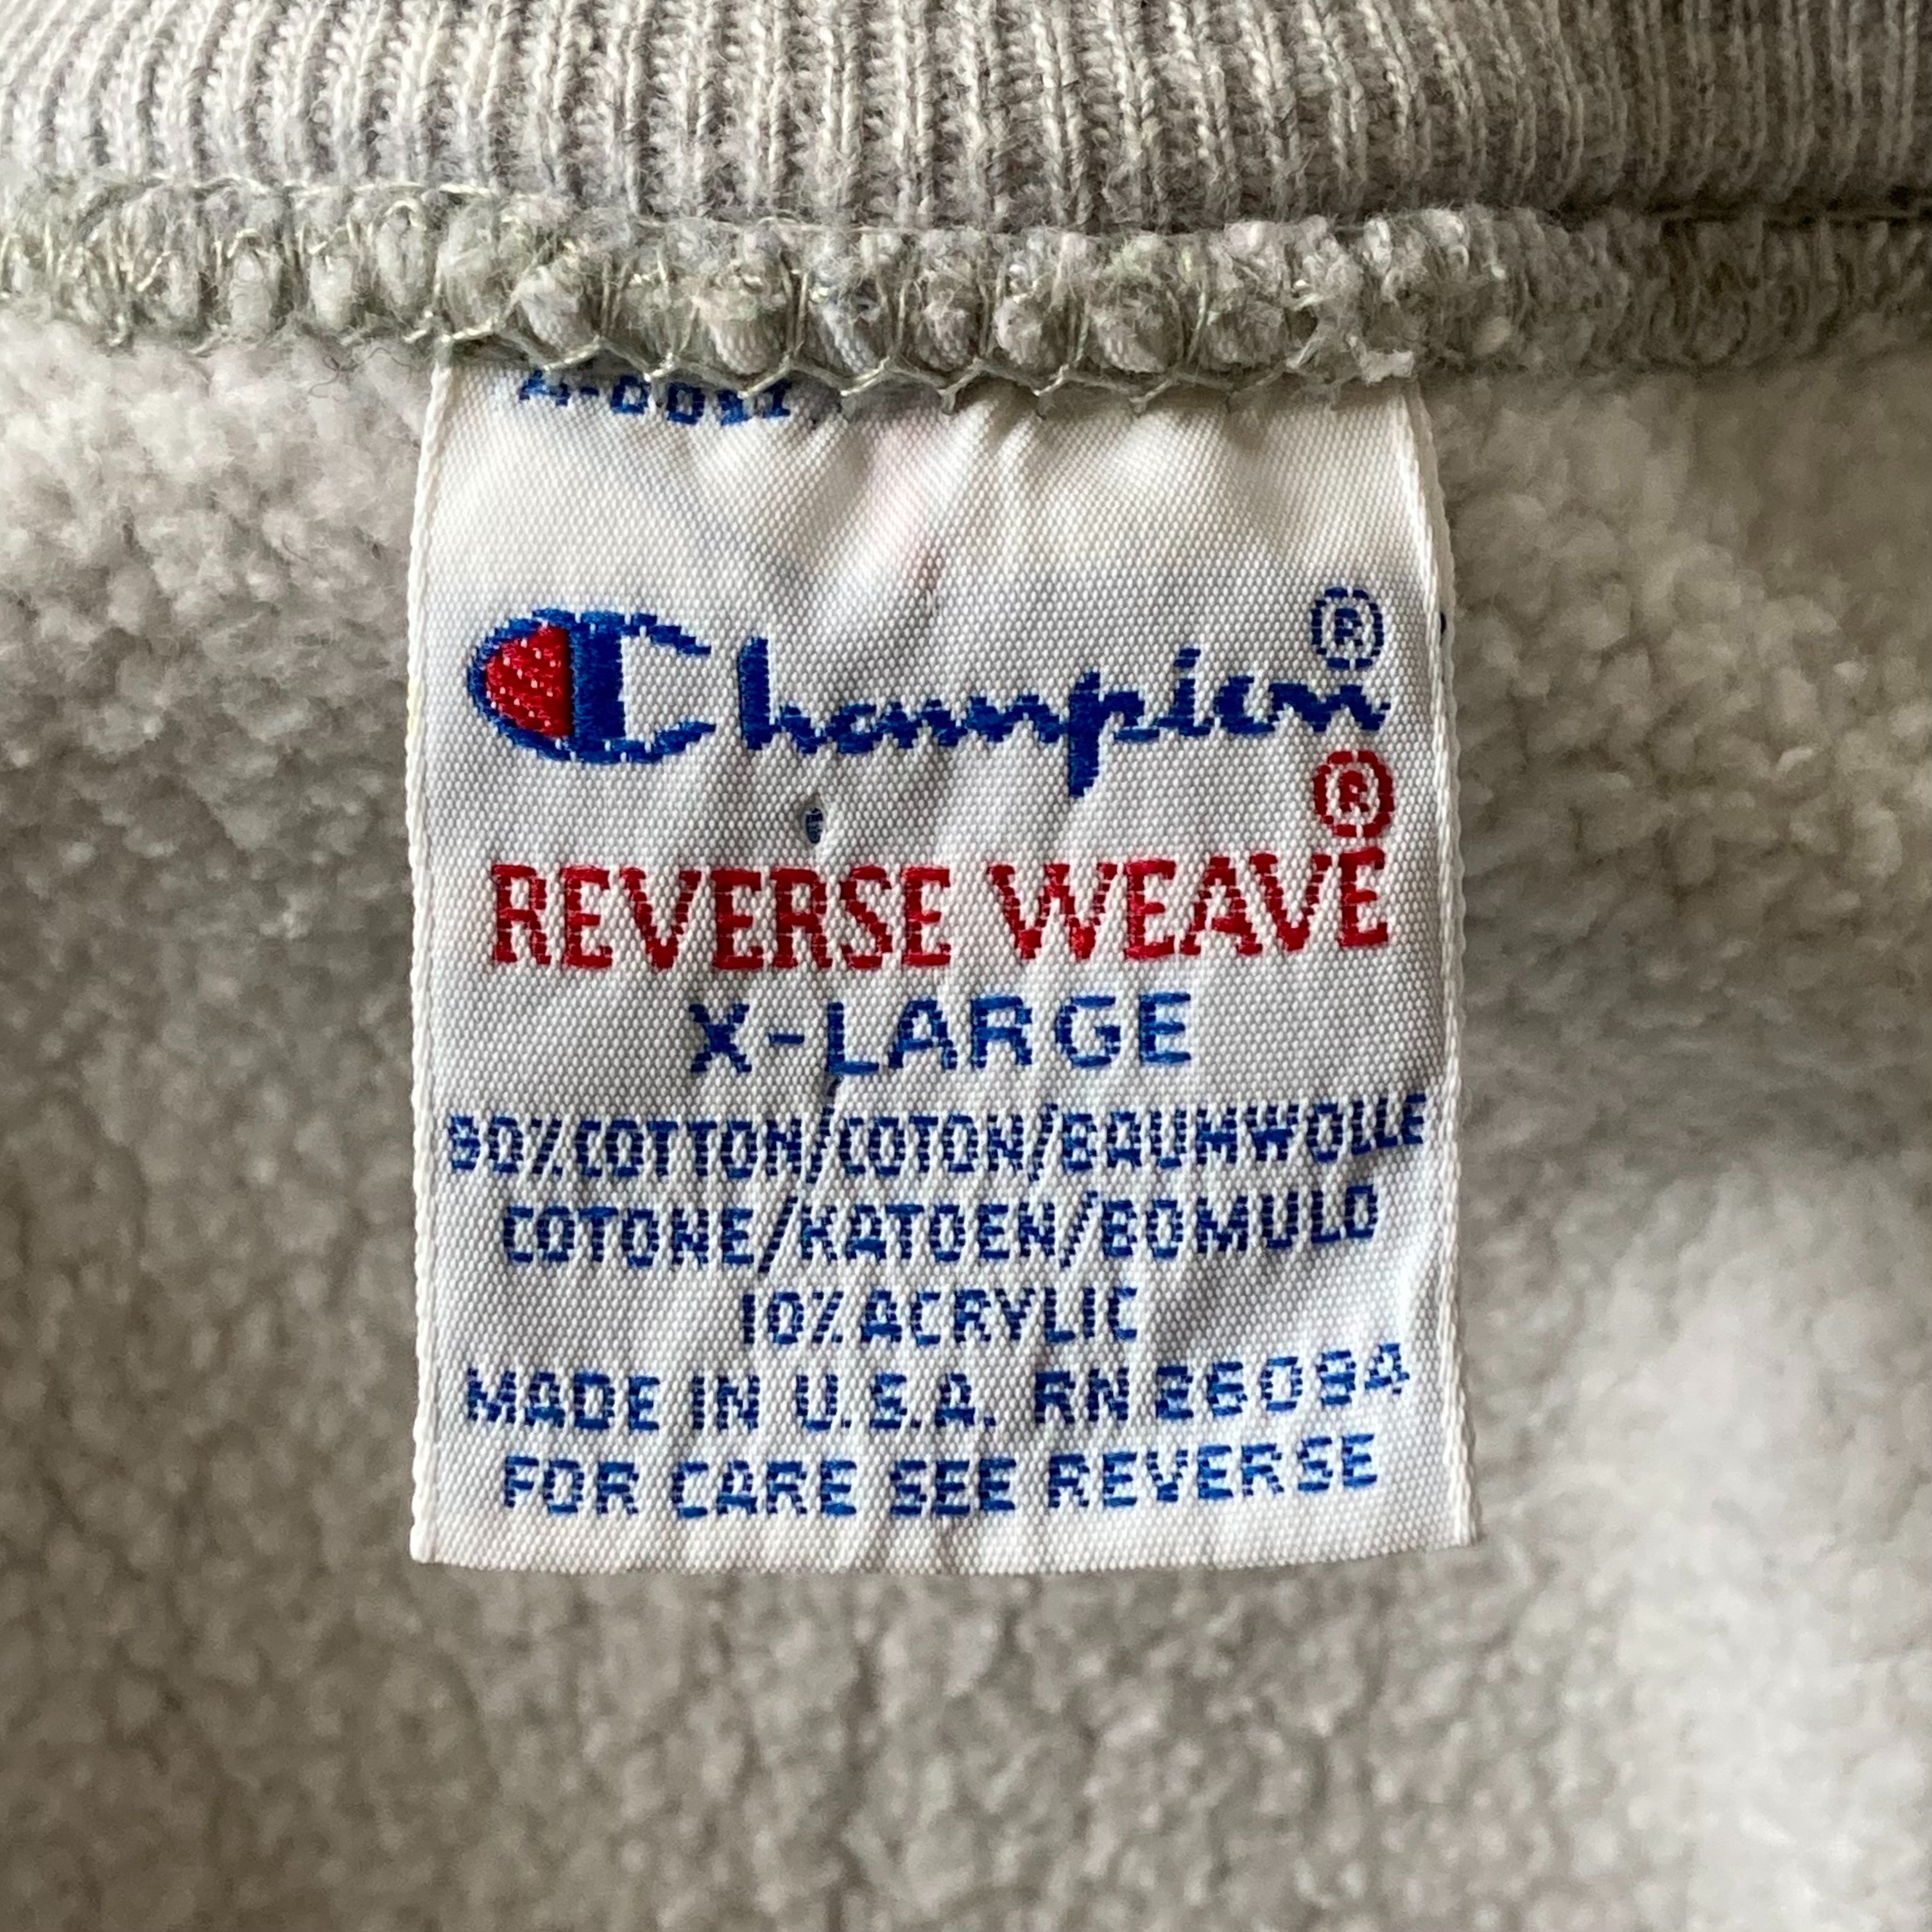 Champion®
®
REVERSE WEAVE
X-LARGE
90%COTTON/COTON/BAUMWOLLE
COTONE/KATOEN/BOMULD
10%ACRYLIC
MADE IN U.S.A. RN 26094
FOR CARE SEE REVERSE